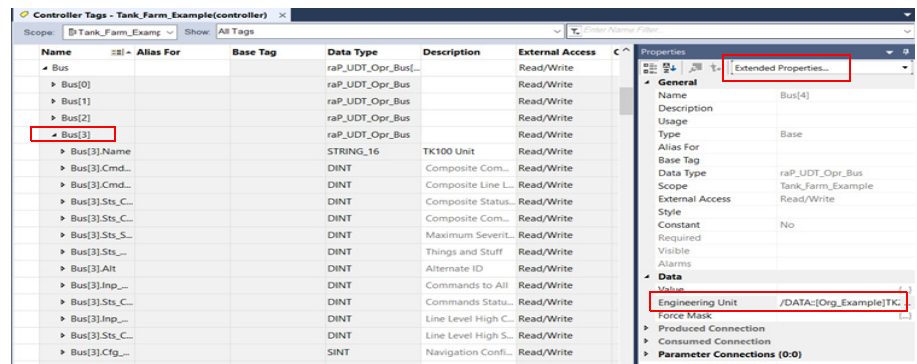 Controller Tags - Tank_Farm_Example(controller) ×
Scope: Tank_Farm_Examp Show: All Tags Enter Name Filter...
Name Alias For Base Tag Data Type Description External Access C
Bus raP_UDT_Opr_Bus[... Read/Write
Bus[0] raP_UDT_Opr_Bus Read/Write
Bus[1] raP_UDT_Opr_Bus Read/Write
Bus[2] raP_UDT_Opr_Bus Read/Write
Bus[3] raP_UDT_Opr_Bus Read/Write
Bus[3].Name STRING_16 TK100 Unit Read/Write
Bus[3].Cmd... DINT Composite Com... Read/Write
Bus[3].Cmd... DINT Composite Line L... Read/Write
Bus[3].Sts_C... DINT Composite Status... Read/Write
Bus[3].Sts_C... DINT Composite Com... Read/Write
Bus[3].Sts_S... DINT Maximum Severit... Read/Write
Bus[3].Sts_... DINT Things and Stuff Read/Write
Bus[3].Alt DINT Alternate ID Read/Write
Bus[3].Inp_... DINT Commands to All Read/Write
Bus[3].Sts_C... DINT Commands Statu... Read/Write
Bus[3].Inp_... DINT Line Level High C... Read/Write
Bus[3].Sts_C... DINT Line Level High S... Read/Write
Bus[3].Cfg_... SINT Navigation Confi... Read/Write
Properties
Extended Properties...
General
Name Bus[4]
Description
Usage
Type Base
Alias For
Base Tag
Data Type raP_UDT_Opr_Bus
Scope Tank_Farm_Example
External Access Read/Write
Style
Constant No
Required
Visible
Alarms
Data
Value {...}
Engineering Unit /DATA::[Org_Example]TK...
Force Mask {...}
Produced Connection
Consumed Connection
Parameter Connections (0:0)